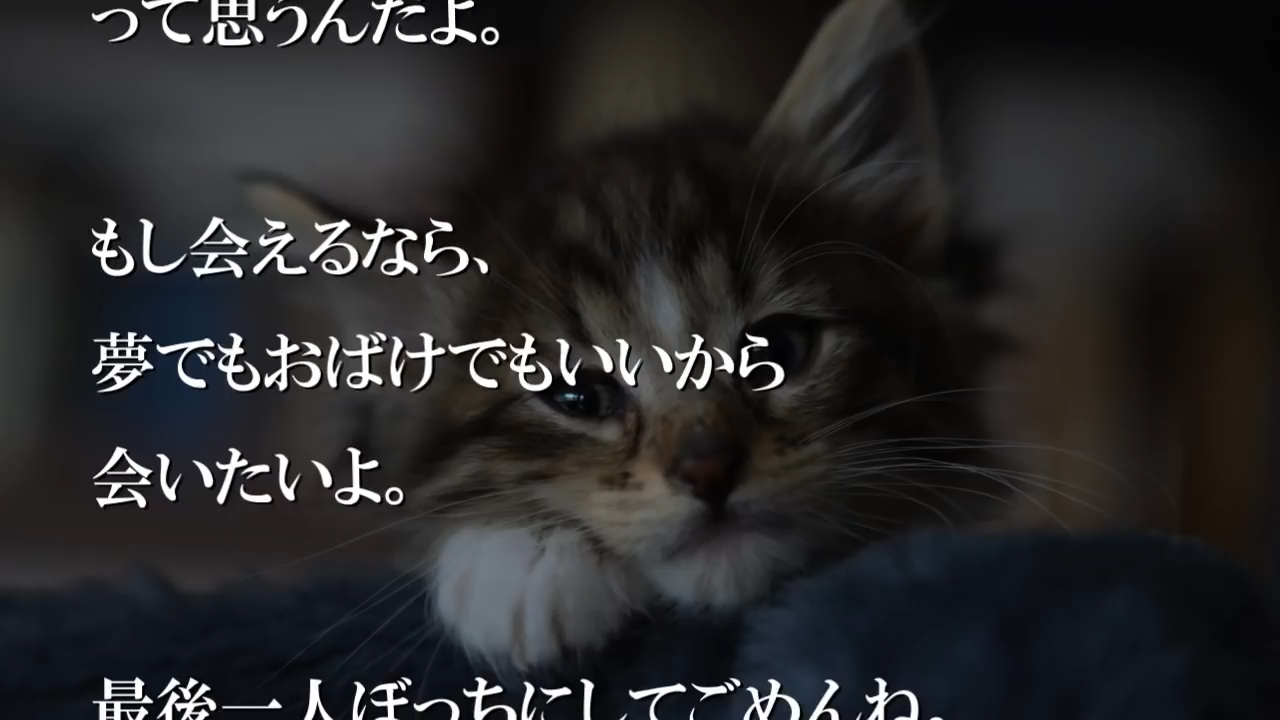 って思うんだよ。
もし会えるなら、
夢でもおばけでもいいから
会いたいよ。
最後一人ぼっちにしてごめんね。